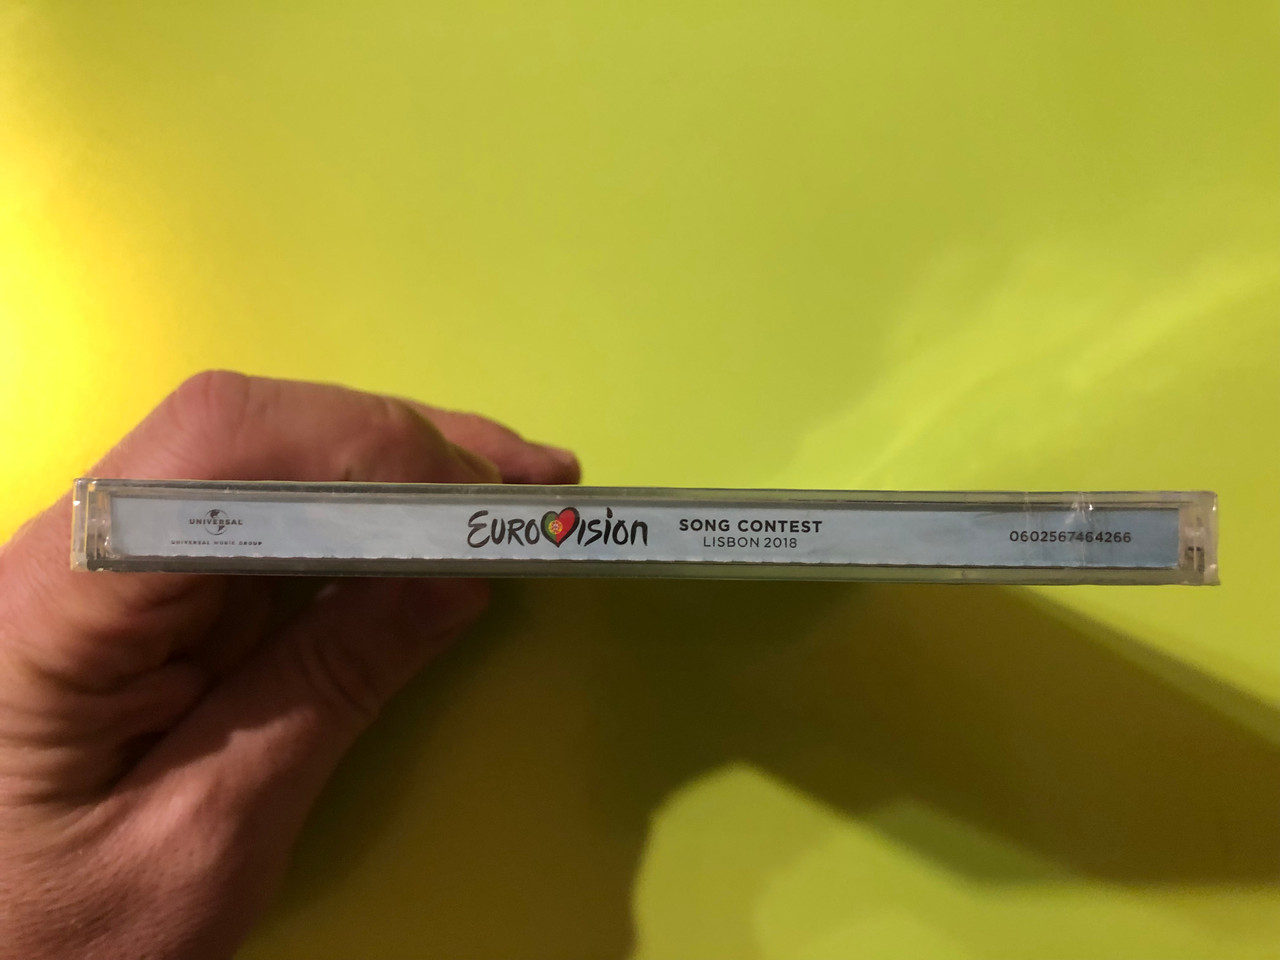 UNIVERSAL
UNIVERSAL MUSIC GROUP
EUROVISION
SONG CONTEST
LISBON 2018
0602567464266